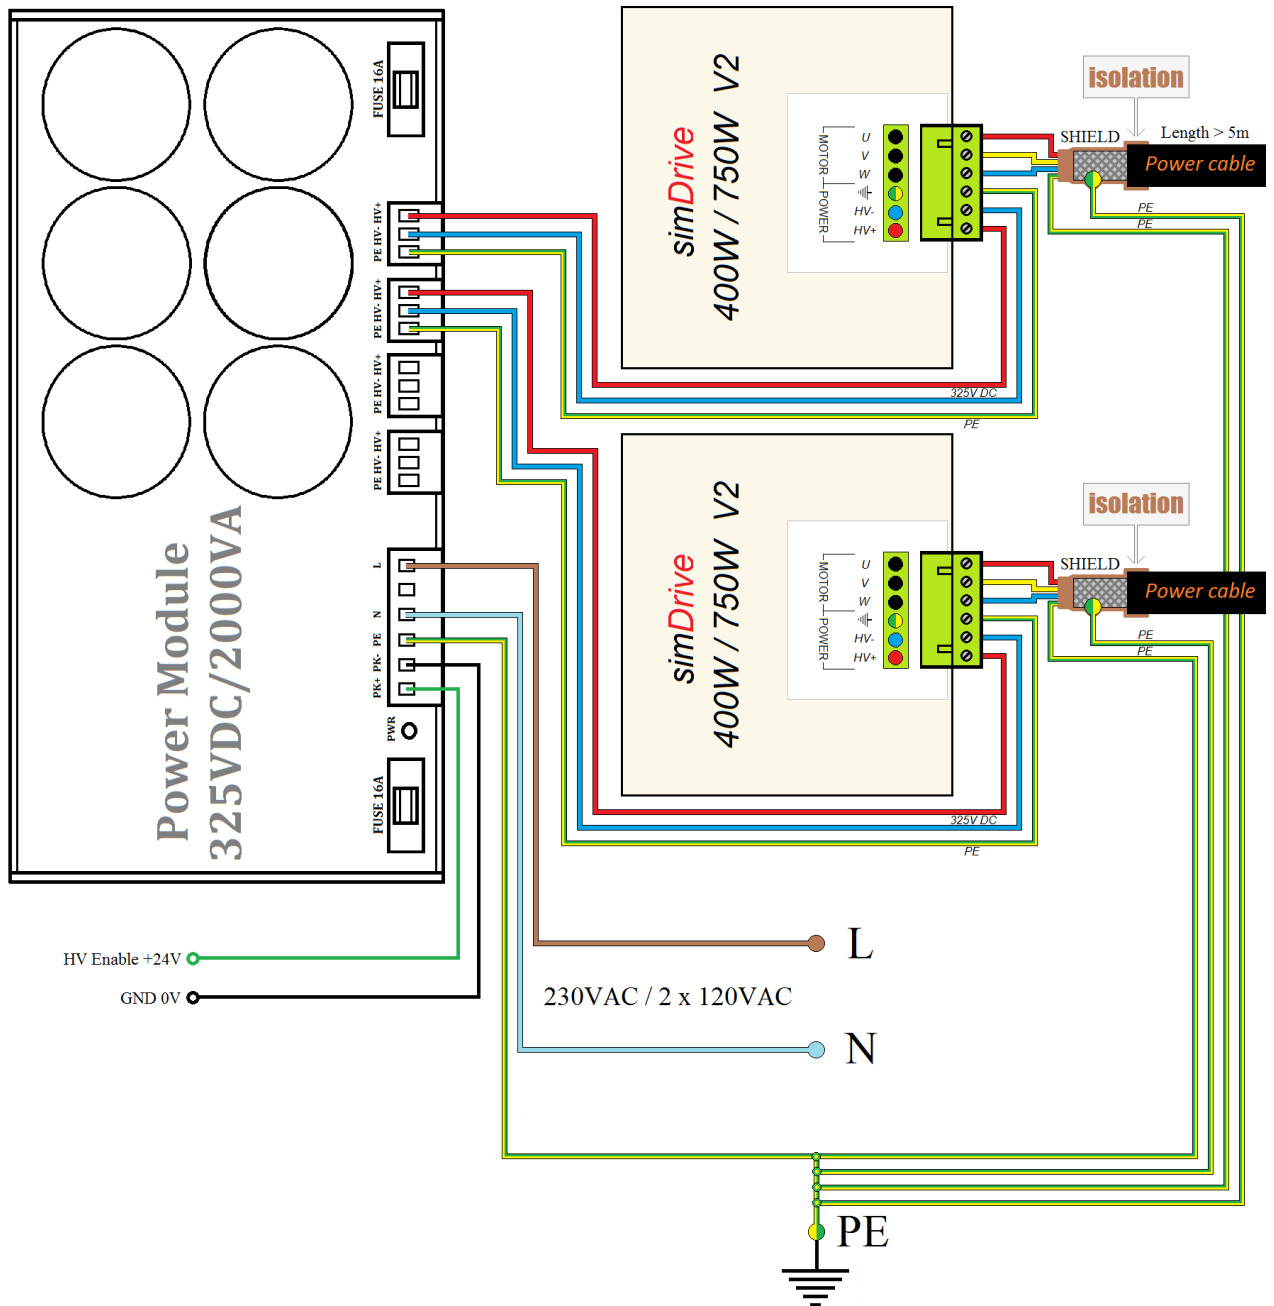 FUSE 16A
PE HV- HV+
PE HV- HV+
PE HV- HV+
PE HV- HV+
L
N
PE
PK-
PK+
PWR
FUSE 16A
Power Module
325VDC/2000VA
HV Enable +24V
GND 0V
simDrive
400W / 750W V2
MOTOR
POWER
U
V
W
HV-
HV+
isolation
SHIELD
Length > 5m
Power cable
PE
PE
325V DC
PE
simDrive
400W / 750W V2
MOTOR
POWER
U
V
W
HV-
HV+
isolation
SHIELD
Power cable
PE
PE
325V DC
PE
L
230VAC / 2 x 120VAC
N
PE